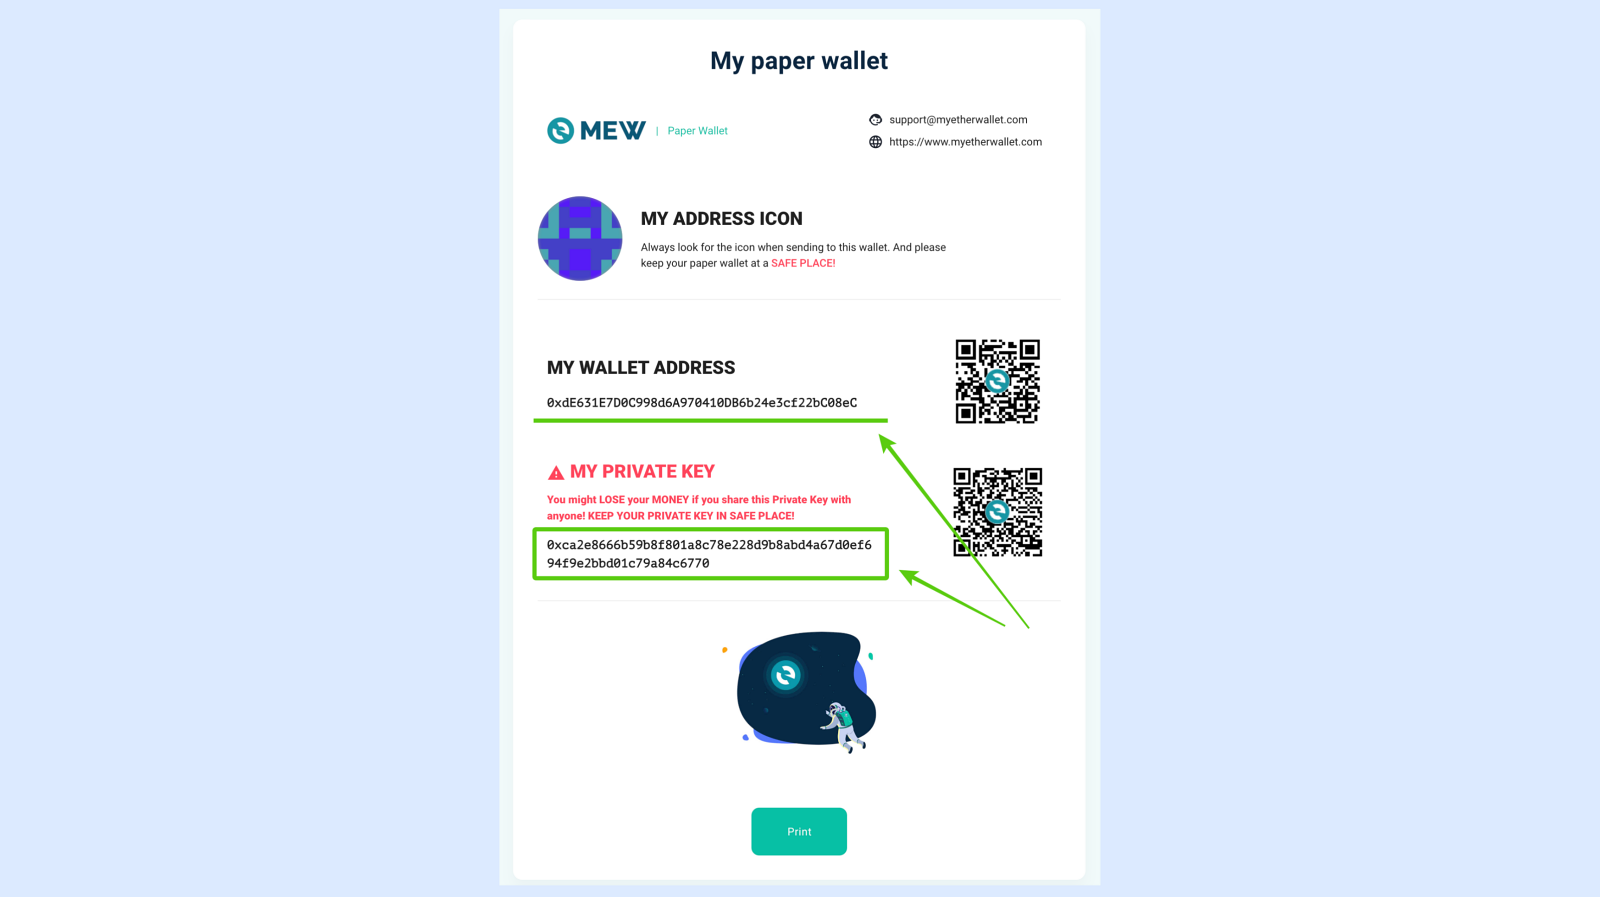 My paper wallet
MEW | Paper Wallet
support@myetherwallet.com
https://www.myetherwallet.com
MY ADDRESS ICON
Always look for the icon when sending to this wallet. And please
keep your paper wallet at a SAFE PLACE!
MY WALLET ADDRESS
0xdE631E7D0C998d6A970410DB6b24e3cf22bC08eC
MY PRIVATE KEY
You might LOSE your MONEY if you share this Private Key with
anyone! KEEP YOUR PRIVATE KEY IN SAFE PLACE!
0xca2e8666b59b8f801a8c78e228d9b8abd4a67d0ef6
94f9e2bbd01c79a84c6770
Print